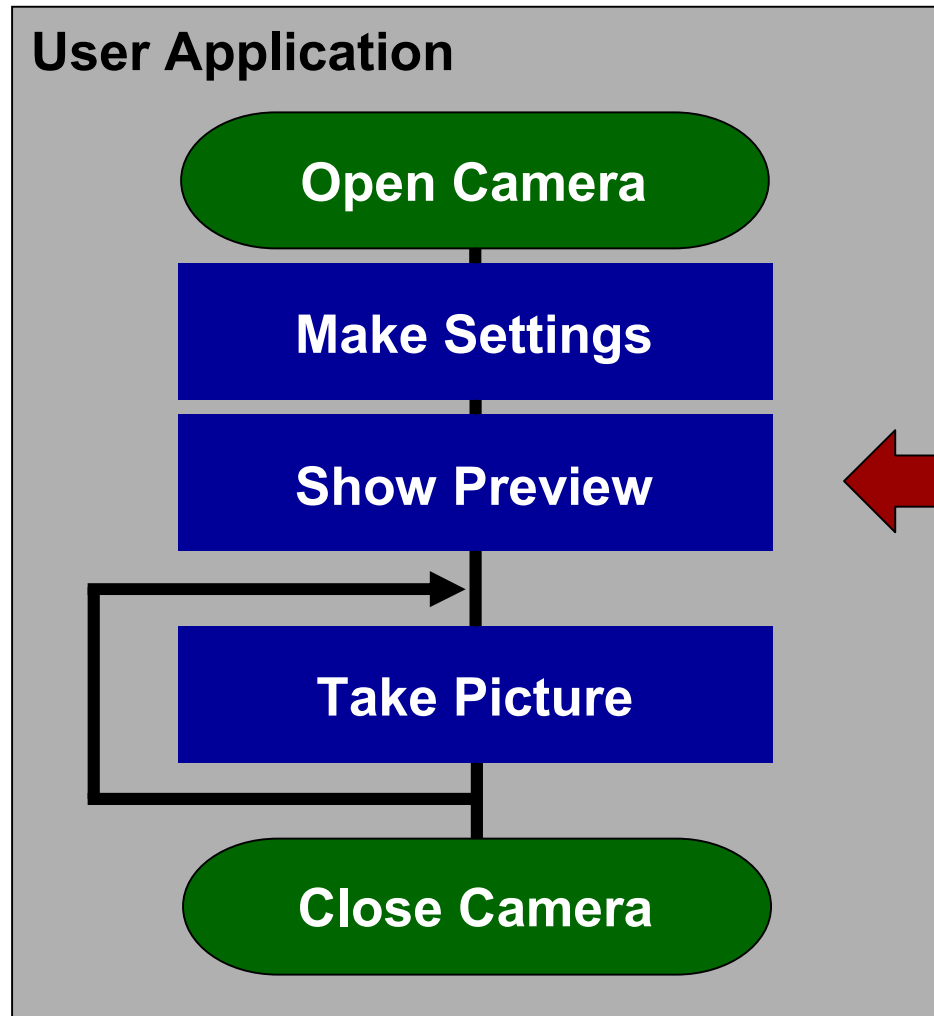 User Application
Open Camera
Make Settings
Show Preview
Take Picture
Close Camera